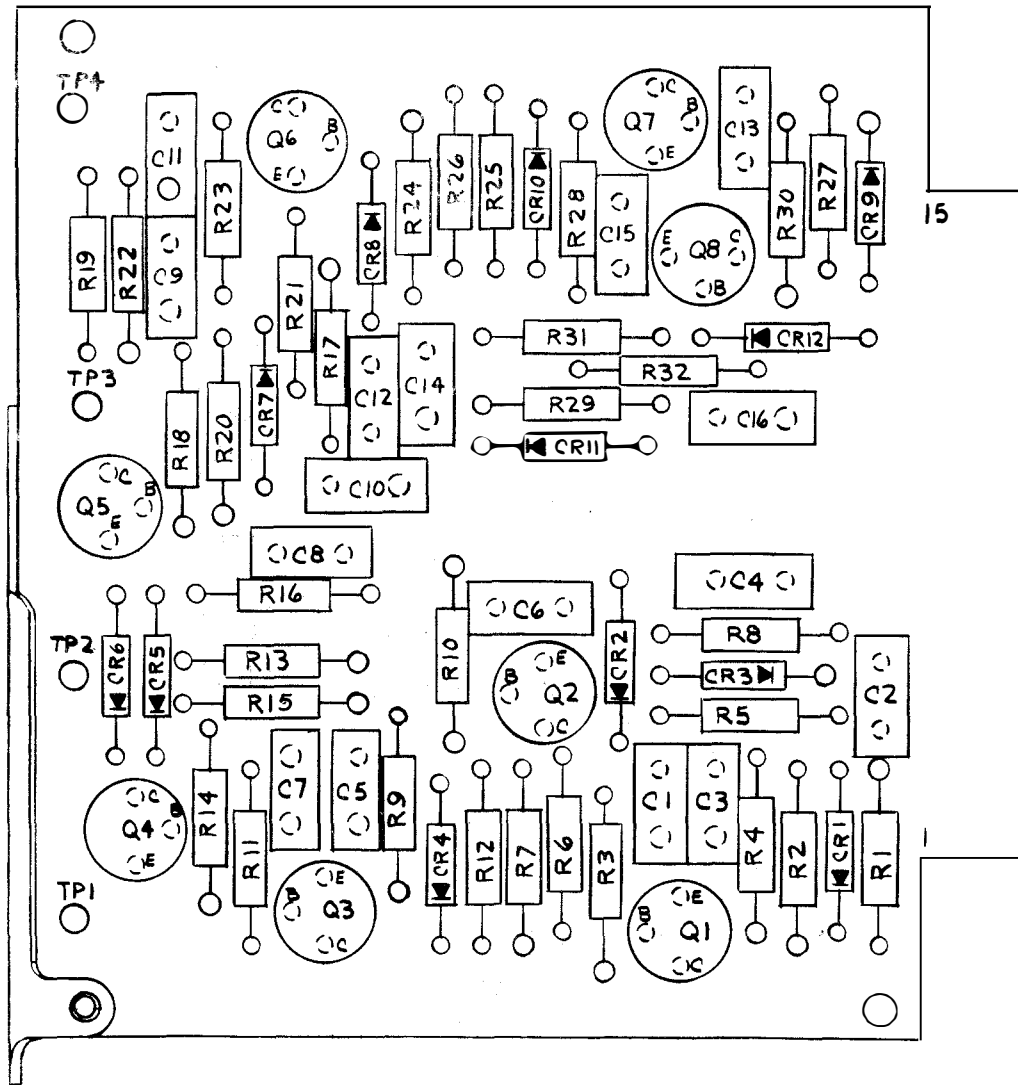 TP4
C11
R23
C
B
Q6
E
CR8
R24
R26
R25
CR10
R28
C
B
Q7
E
C13
R30
R27
CR9
15
R19
R22
C9
R21
R17
C15
E
C
Q8
B
TP3
R18
R20
CR7
C12
C14
R31
CR12
R32
R29
C16
CR11
C10
C
B
Q5
E
C8
R16
C6
C4
TP2
CR6
CR5
R13
R15
R10
E
B
Q2
C
CR2
R8
CR3
R5
C2
C
B
Q4
E
R14
R11
C7
C5
R9
CR4
R12
R7
R6
R3
C1
C3
R4
R2
CR1
R1
1
TP1
E
B
Q3
C
E
B
Q1
C